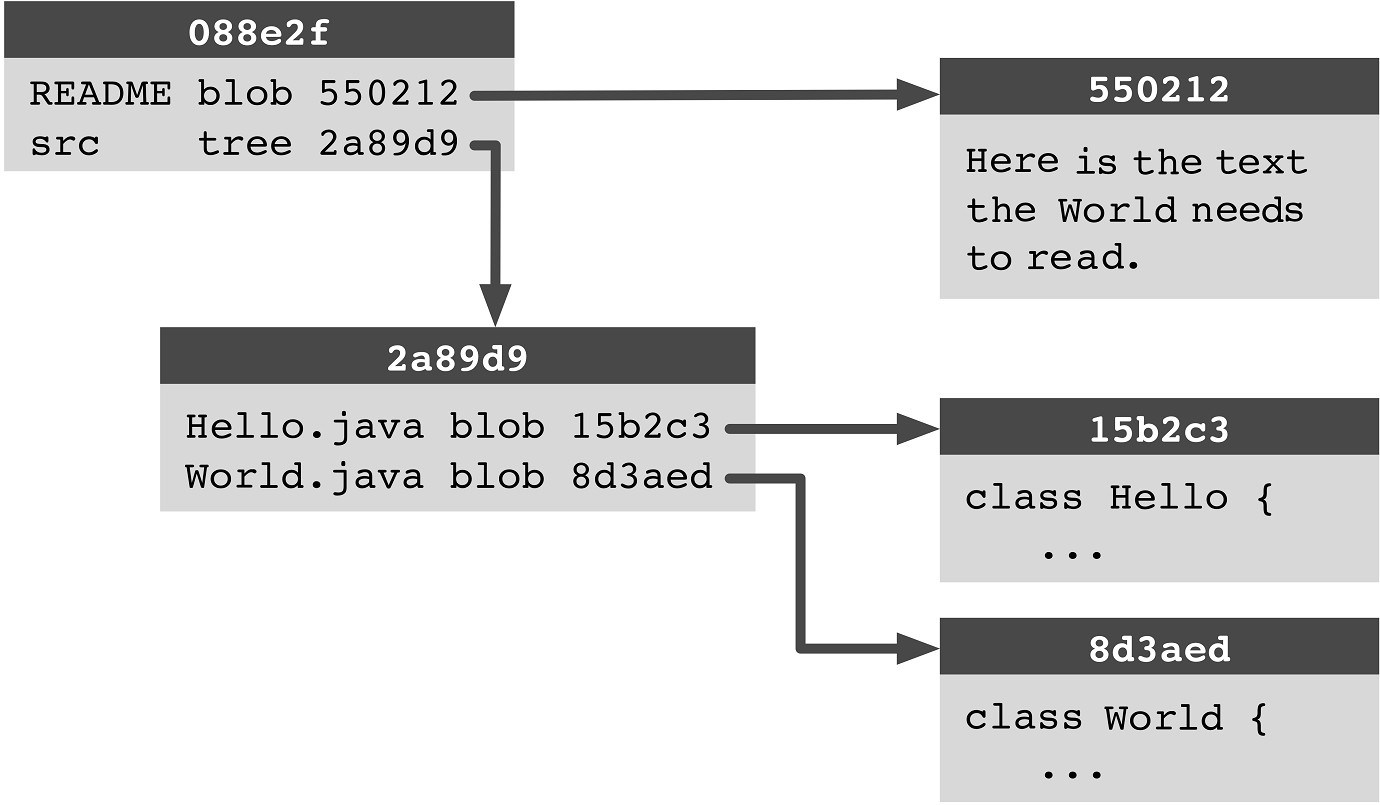 088e2f
README blob 550212
src tree 2a89d9
550212
Here is the text
the World needs
to read.
2a89d9
Hello.java blob 15b2c3
World.java blob 8d3aed
15b2c3
class Hello {
...
8d3aed
class World {
...